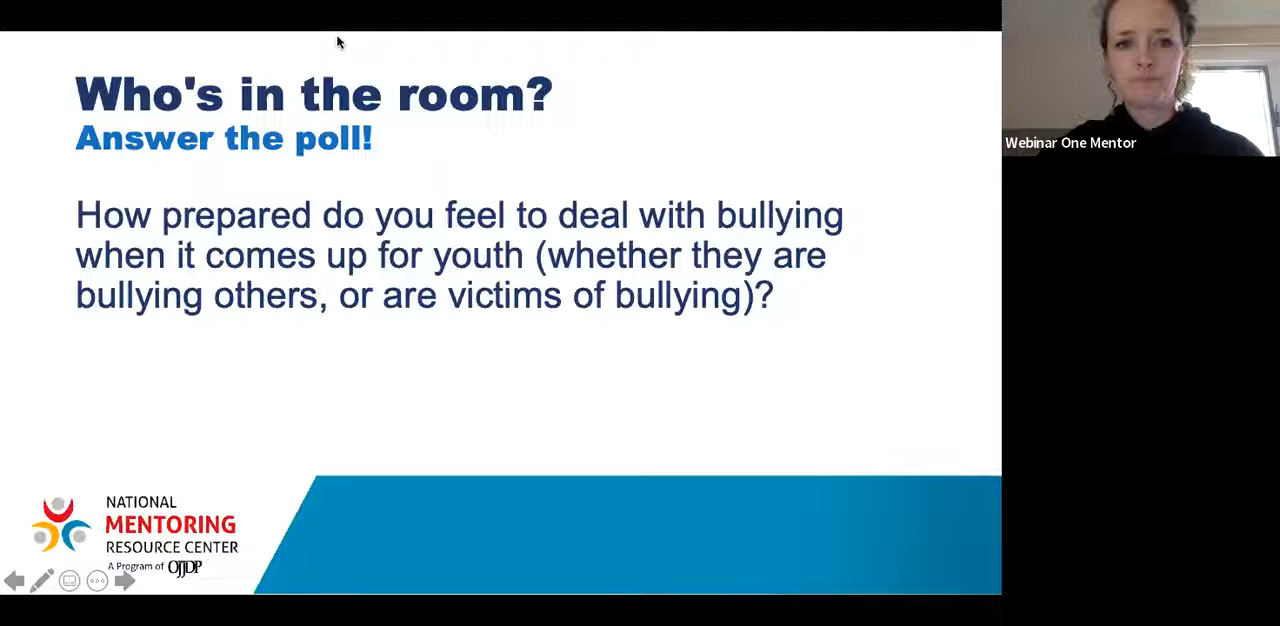 Who's in the room?
Answer the poll!
How prepared do you feel to deal with bullying
when it comes up for youth (whether they are
bullying others, or are victims of bullying)?
Webinar One Mentor
NATIONAL
MENTORING
RESOURCE CENTER
A Program of OJJDP